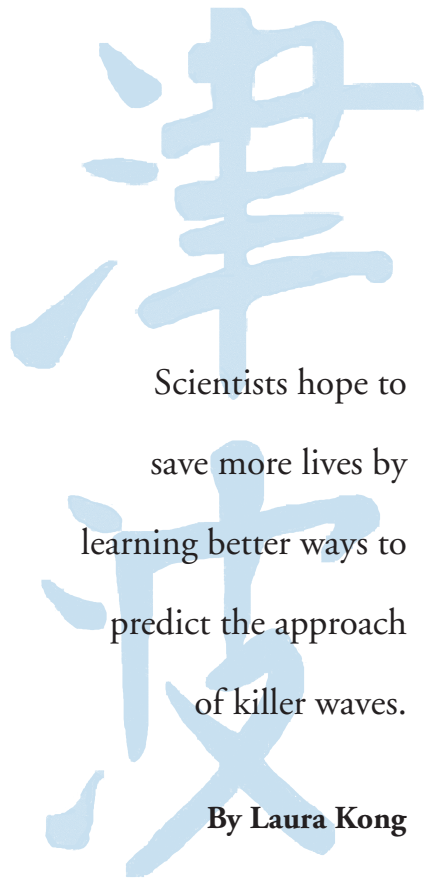 津
波
Scientists hope to
save more lives by
learning better ways to
predict the approach
of killer waves.
By Laura Kong